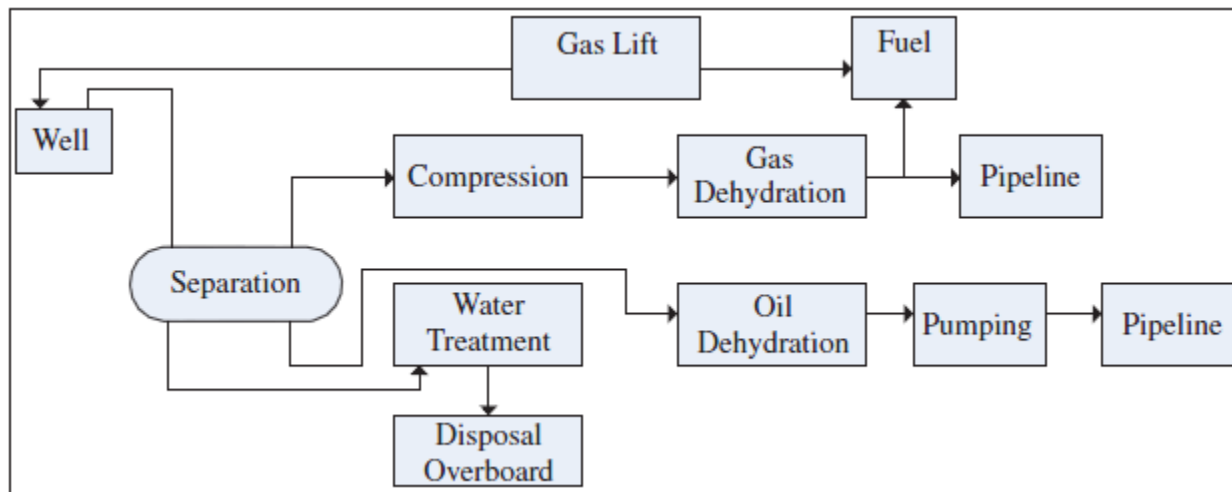 Gas Lift
Fuel
Well
Compression
Gas
Dehydration
Pipeline
Separation
Water
Treatment
Oil
Dehydration
Pumping
Pipeline
Disposal
Overboard